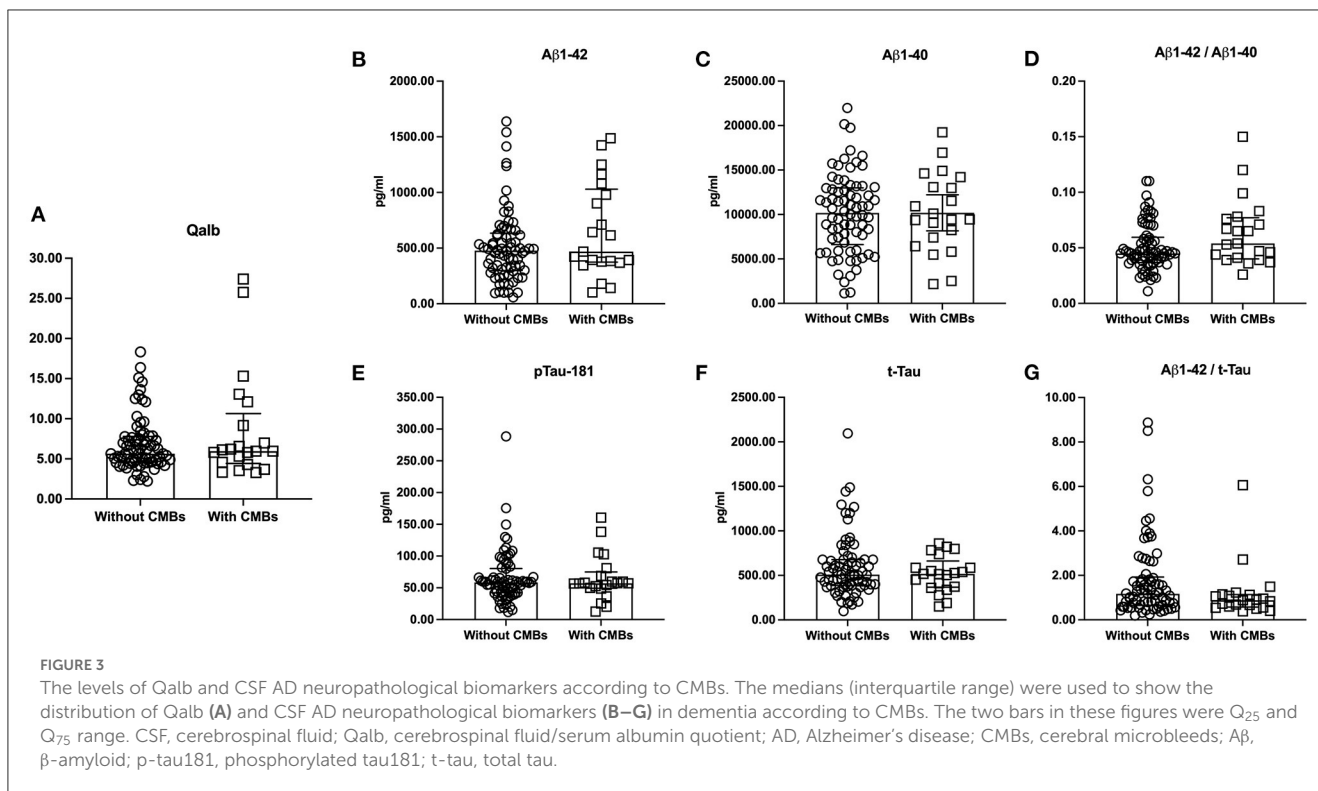 A
Qalb
30.00
25.00
20.00
15.00
10.00
5.00
0.00
Without CMBs With CMBs
B
Aβ1-42
pg/ml
2000.00
1500.00
1000.00
500.00
0.00
Without CMBs With CMBs
C
Aβ1-40
pg/ml
25000.00
20000.00
15000.00
10000.00
5000.00
0.00
Without CMBs With CMBs
D
Aβ1-42 / Aβ1-40
0.20
0.15
0.10
0.05
0.00
Without CMBs With CMBs
E
pTau-181
pg/ml
350.00
300.00
250.00
200.00
150.00
100.00
50.00
0.00
Without CMBs With CMBs
F
t-Tau
pg/ml
2500.00
2000.00
1500.00
1000.00
500.00
0.00
Without CMBs With CMBs
G
Aβ1-42 / t-Tau
10.00
8.00
6.00
4.00
2.00
0.00
Without CMBs With CMBs
FIGURE 3
The levels of Qalb and CSF AD neuropathological biomarkers according to CMBs. The medians (interquartile range) were used to show the
distribution of Qalb (A) and CSF AD neuropathological biomarkers (B–G) in dementia according to CMBs. The two bars in these figures were Q25 and
Q75 range. CSF, cerebrospinal fluid; Qalb, cerebrospinal fluid/serum albumin quotient; AD, Alzheimer's disease; CMBs, cerebral microbleeds; Aβ,
β-amyloid; p-tau181, phosphorylated tau181; t-tau, total tau.